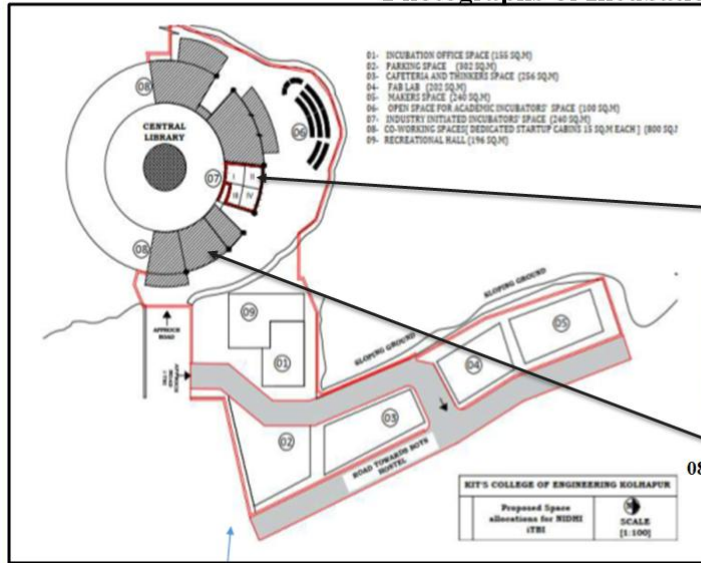 01- INCUBATION OFFICE SPACE (155 SQ.M)
02- PARKING SPACE (302 SQ.M)
03- CAFETERIA AND THINKERS SPACE (256 SQ.M)
04- FAB LAB (202 SQ.M)
05- MAKERS SPACE (240 SQ.M)
06- OPEN SPACE FOR ACADEMIC INCUBATORS' SPACE (100 SQ.M)
07- INDUSTRY INITIATED INCUBATORS' SPACE (240 SQ.M)
08- CO-WORKING SPACES[ DEDICATED STARTUP CABINS 15 SQ.M EACH ] (800 SQ.
09- RECREATIONAL HALL (196 SQ.M)
08
06
CENTRAL
LIBRARY
07
I II
III IV
08
SLOPING GROUND
09
05
APPROCH
ROAD
SLOPING GROUND
01
04
03
02
ROAD TOWARDS BOYS
HOSTEL
08
KIT'S COLLEGE OF ENGINEERING KOLHAPUR
Proposed Space
allocations for NIDHI
iTBI
SCALE
[1:100]